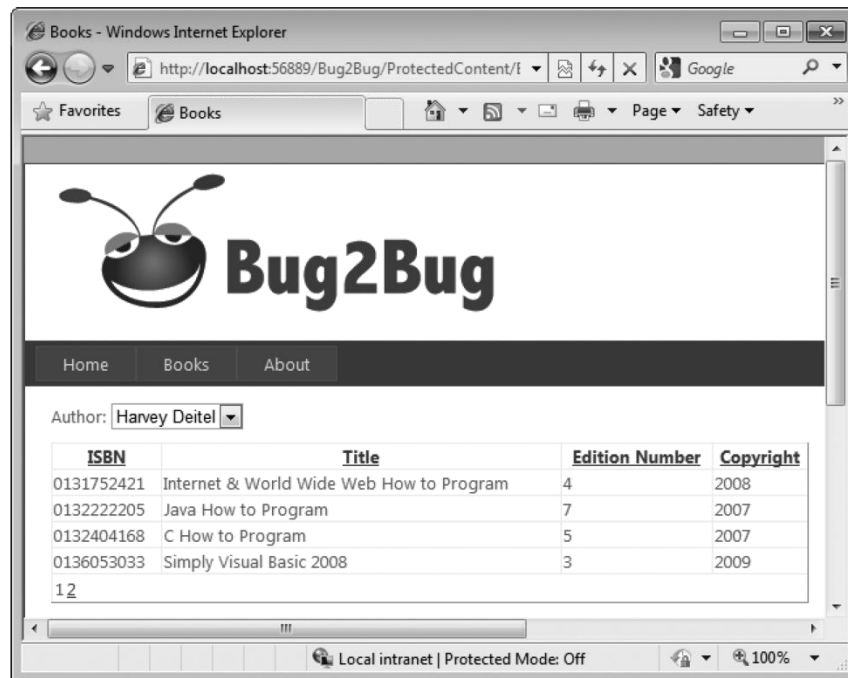 Books - Windows Internet Explorer
http://localhost:56889/Bug2Bug/ProtectedContent/
Google
Favorites
Books
Page
Safety
»
Bug2Bug
Home
Books
About
Author: Harvey Deitel
ISBN Title Edition Number Copyright
0131752421 Internet & World Wide Web How to Program 4 2008
0132222205 Java How to Program 7 2007
0132404168 C How to Program 5 2007
0136053033 Simply Visual Basic 2008 3 2009
1 2
Local intranet | Protected Mode: Off
100%